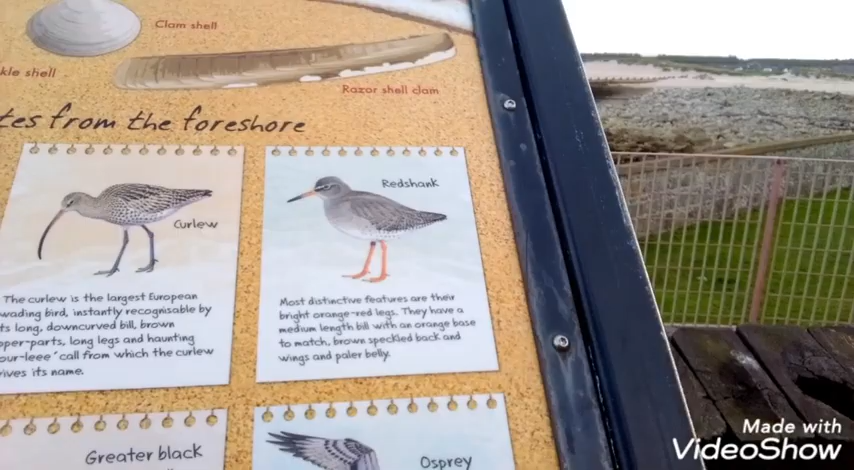 Clam shell
kle shell
Razor shell clam
tes from the foreshore
Curlew
The curlew is the largest European
wading bird, instantly recognisable by
ts long, downcurved bill, brown
pper-parts, long legs and haunting
our-leee' call from which the curlew
rives its name.
Redshank
Most distinctive features are their
bright orange-red legs. They have a
medium length bill with an orange base
to match, brown speckled back and
wings and paler belly.
Greater black
Osprey
Made with
VideoShow